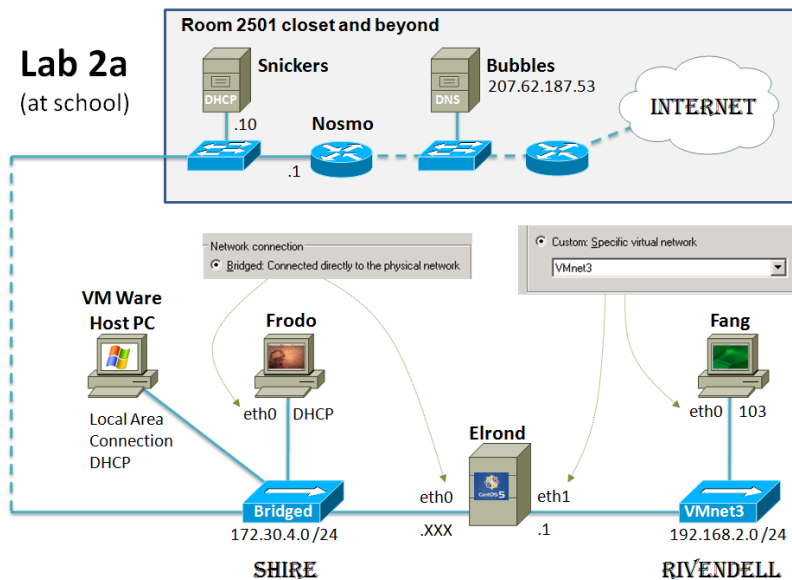 Lab 2a
(at school)
Room 2501 closet and beyond
Snickers
DHCP
.10
Nosmo
.1
Bubbles
207.62.187.53
DNS
INTERNET
Network connection
Bridged: Connected directly to the physical network
Custom: Specific virtual network
VMnet3
VM Ware
Host PC
Local Area
Connection
DHCP
Frodo
eth0
DHCP
Elrond
CentOS 5
eth0
.XXX
eth1
.1
Fang
eth0
103
Bridged
172.30.4.0 /24
SHIRE
VMnet3
192.168.2.0 /24
RIVENDELL